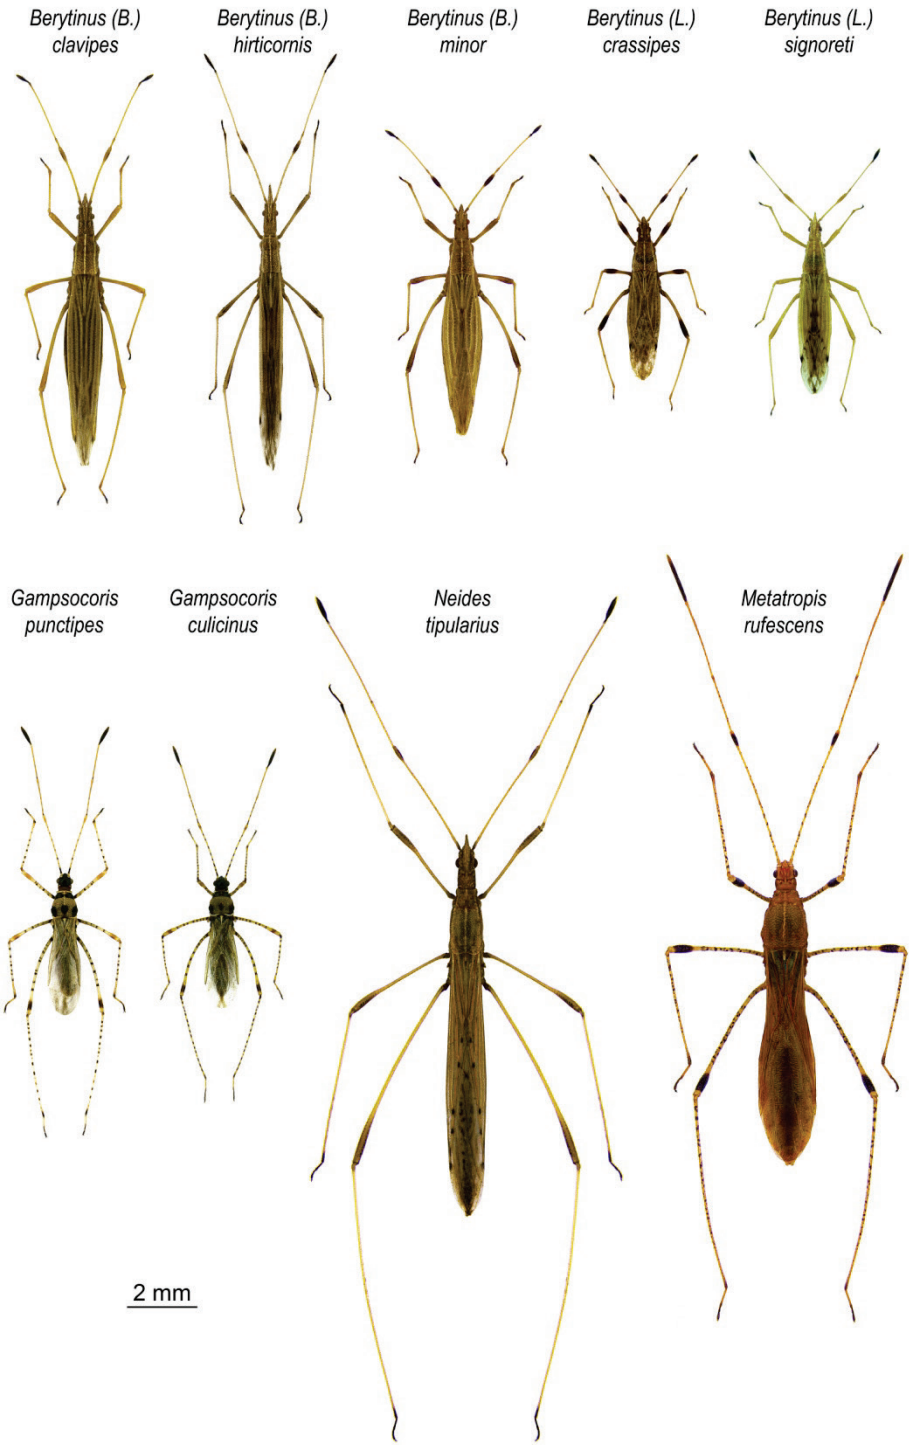 Berytinus (B.)
clavipes
Berytinus (B.)
hirticornis
Berytinus (B.)
minor
Berytinus (L.)
crassipes
Berytinus (L.)
signoreti
Gampsocoris
punctipes
Gampsocoris
culicinus
Neides
tipularius
Metatropis
rufescens
2 mm